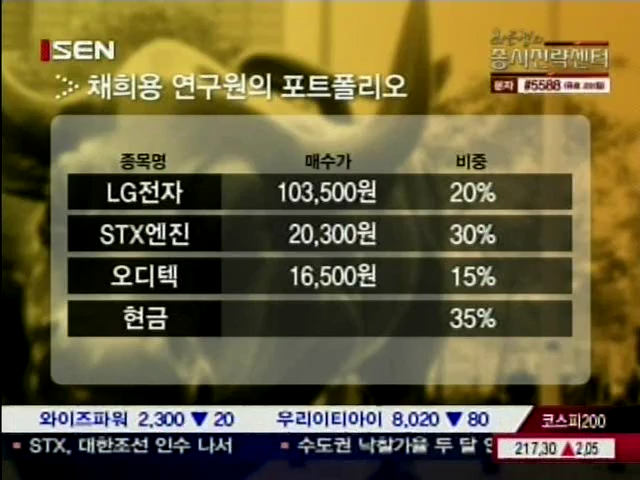 SEN
증시전략센터
문자 #5588
채희용 연구원의 포트폴리오
종목명 매수가 비중
LG전자 103,500원 20%
STX엔진 20,300원 30%
오디텍 16,500원 15%
현금 35%
와이즈파워 2,300 ▼ 20 우리이티아이 8,020 ▼ 80 코스피200
▪ STX, 대한조선 인수 나서 ▪ 수도권 낙찰가율 두 달 217.30 ▲2.05